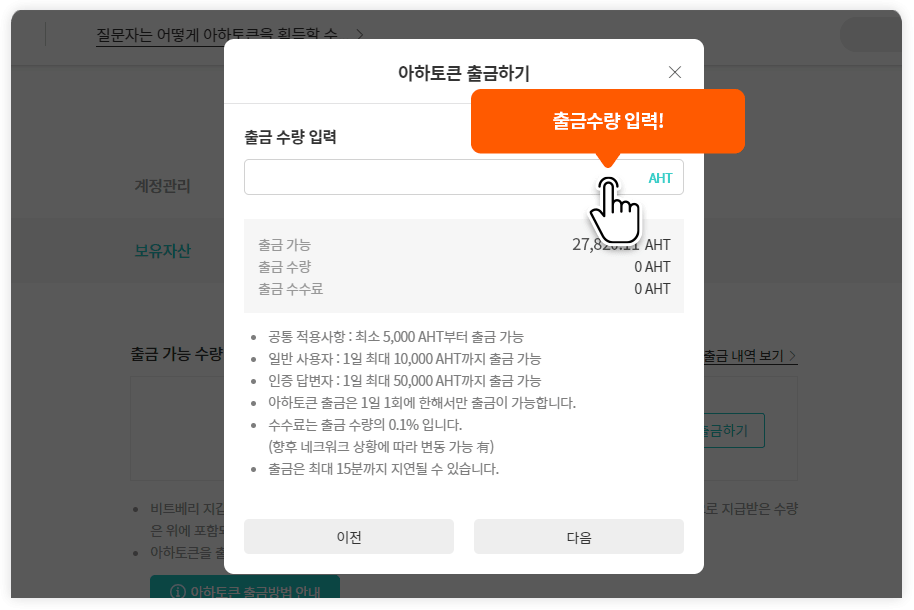 질문자는 어떻게 아하토큰을 획득할 수
아하토큰 출금하기
출금수량 입력!
출금 수량 입력
AHT
계정관리
보유자산
출금 가능
AHT
출금 수량
0 AHT
출금 수수료
0 AHT
공통 적용사항 : 최소 5,000 AHT부터 출금 가능
일반 사용자 : 1일 최대 10,000 AHT까지 출금 가능
인증 답변자 : 1일 최대 50,000 AHT까지 출금 가능
아하토큰 출금은 1일 1회에 한해서만 출금이 가능합니다.
수수료는 출금 수량의 0.1% 입니다.
(향후 네크워크 상황에 따라 변동 가능 有)
출금은 최대 15분까지 지연될 수 있습니다.
이전
다음
출금 가능 수량
출금 내역 보기
출금하기
비트베리 지갑
로 지급받은 수량
은 위에 포함
아하토큰을 출
아하토큰 출금방법 안내